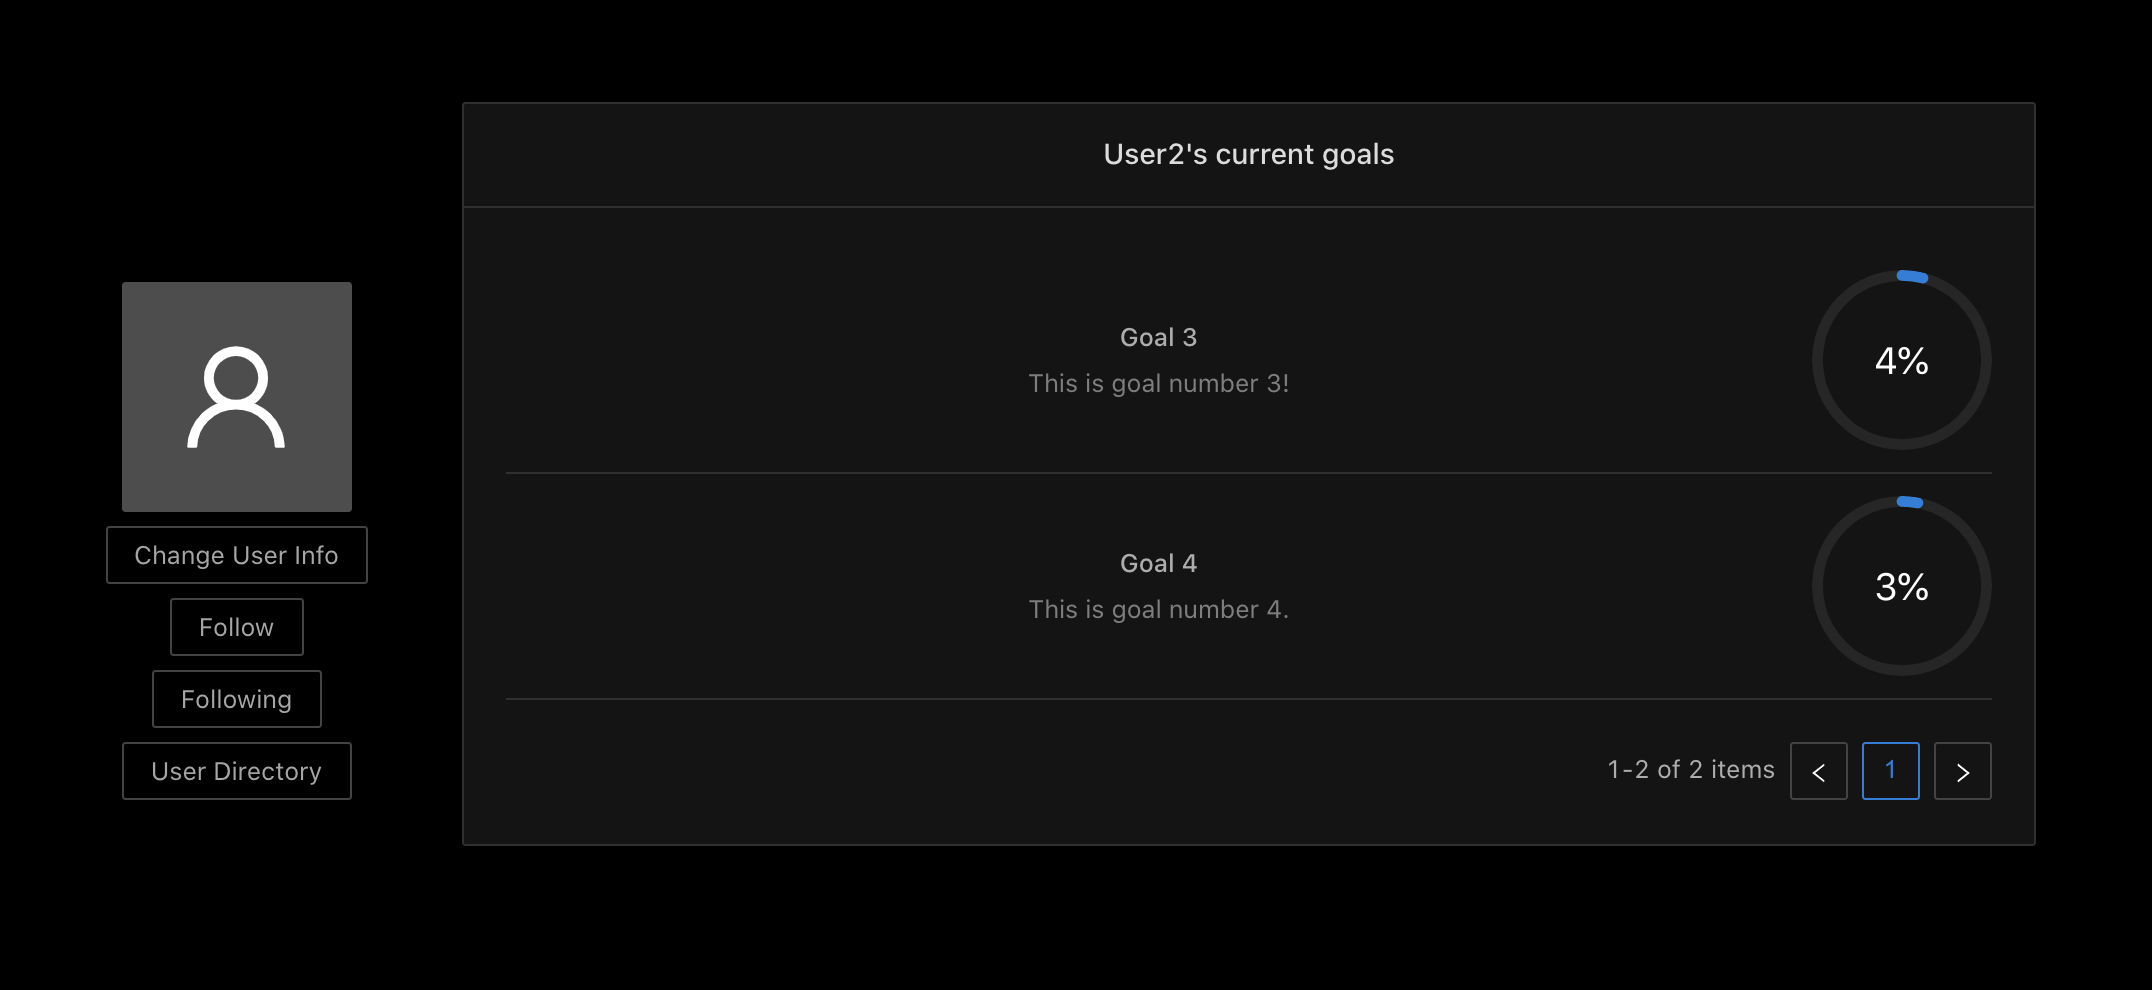 User2's current goals
Goal 3
This is goal number 3!
4%
Goal 4
This is goal number 4.
3%
1-2 of 2 items
<
1
>
Change User Info
Follow
Following
User Directory